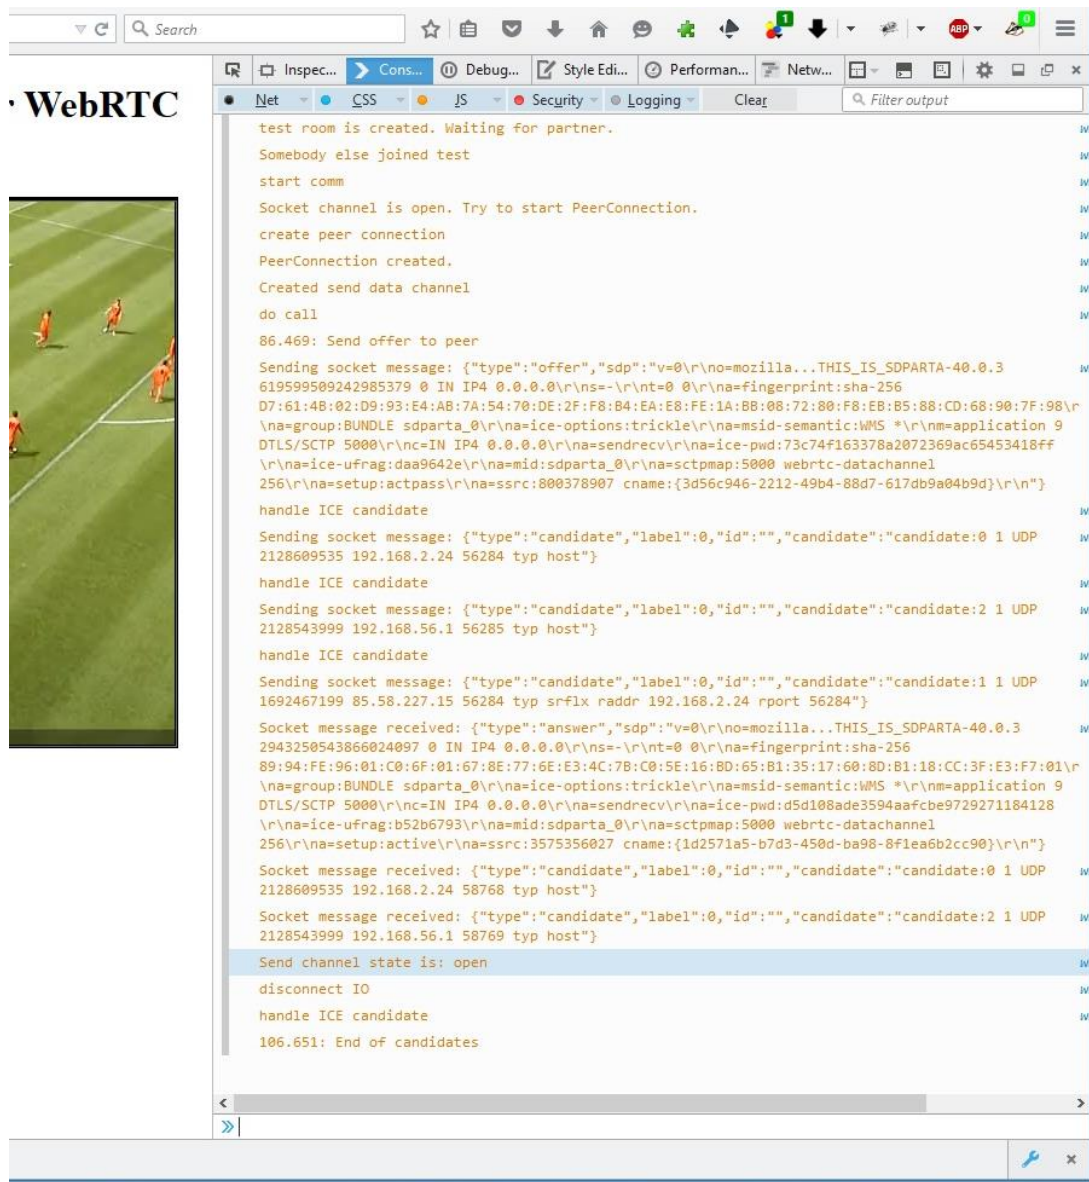 Search
1
ABP
0
Inspec... Cons... Debug... Style Edi... Performan... Netw...
WebRTC
Net CSS JS Security Logging Clear Filter output
test room is created. Waiting for partner.
Somebody else joined test
start comm
Socket channel is open. Try to start PeerConnection.
create peer connection
PeerConnection created.
Created send data channel
do call
86.469: Send offer to peer
Sending socket message: {"type":"offer","sdp":"v=0\r\no=mozilla...THIS_IS_SDPARTA-40.0.3
619599509242985379 0 IN IP4 0.0.0.0\r\ns=-\r\nt=0 0\r\na=fingerprint:sha-256
D7:61:4B:02:D9:93:E4:AB:7A:54:70:DE:2F:F8:B4:EA:E8:FE:1A:BB:08:72:80:F8:EB:B5:88:CD:68:90:7F:98\r
\na=group:BUNDLE sdparta_0\r\na=ice-options:trickle\r\na=msid-semantic:WMS *\r\nm=application 9
DTLS/SCTP 5000\r\nc=IN IP4 0.0.0.0\r\na=sendrecv\r\na=ice-pwd:73c74f163378a2072369ac65453418ff
\r\na=ice-ufrag:daa9642e\r\na=mid:sdparta_0\r\na=sctpmap:5000 webrtc-datachannel
256\r\na=setup:actpass\r\na=ssrc:800378907 cname:{3d56c946-2212-49b4-88d7-617db9a04b9d}\r\n"}
handle ICE candidate
Sending socket message: {"type":"candidate","label":0,"id":"","candidate":"candidate:0 1 UDP
2128609535 192.168.2.24 56284 typ host"}
handle ICE candidate
Sending socket message: {"type":"candidate","label":0,"id":"","candidate":"candidate:2 1 UDP
2128543999 192.168.56.1 56285 typ host"}
handle ICE candidate
Sending socket message: {"type":"candidate","label":0,"id":"","candidate":"candidate:1 1 UDP
1692467199 85.58.227.15 56284 typ srflx raddr 192.168.2.24 rport 56284"}
Socket message received: {"type":"answer","sdp":"v=0\r\no=mozilla...THIS_IS_SDPARTA-40.0.3
2943250543866024097 0 IN IP4 0.0.0.0\r\ns=-\r\nt=0 0\r\na=fingerprint:sha-256
89:94:FE:96:01:C0:6F:01:67:8E:77:6E:E3:4C:7B:C0:5E:16:BD:65:B1:35:17:60:8D:B1:18:CC:3F:E3:F7:01\r
\na=group:BUNDLE sdparta_0\r\na=ice-options:trickle\r\na=msid-semantic:WMS *\r\nm=application 9
DTLS/SCTP 5000\r\nc=IN IP4 0.0.0.0\r\na=sendrecv\r\na=ice-pwd:d5d108ade3594aafcbe9729271184128
\r\na=ice-ufrag:b52b6793\r\na=mid:sdparta_0\r\na=sctpmap:5000 webrtc-datachannel
256\r\na=setup:active\r\na=ssrc:3575356027 cname:{1d2571a5-b7d3-450d-ba98-8f1ea6b2cc90}\r\n"}
Socket message received: {"type":"candidate","label":0,"id":"","candidate":"candidate:0 1 UDP
2128609535 192.168.2.24 58768 typ host"}
Socket message received: {"type":"candidate","label":0,"id":"","candidate":"candidate:2 1 UDP
2128543999 192.168.56.1 58769 typ host"}
Send channel state is: open
disconnect IO
handle ICE candidate
106.651: End of candidates